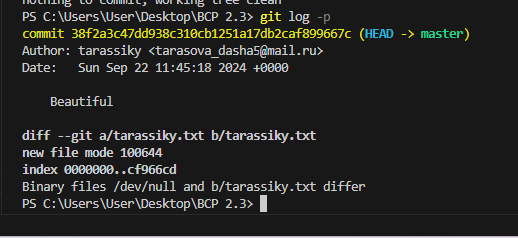 nothing to commit, working tree clean
PS C:\Users\User\Desktop\BCP 2.3> git log -p
commit 38f2a3c47dd938c310cb1251a17db2caf899667c (HEAD -> master)
Author: tarassiky <tarasova_dasha5@mail.ru>
Date:   Sun Sep 22 11:45:18 2024 +0000
    Beautiful
diff --git a/tarassiky.txt b/tarassiky.txt
new file mode 100644
index 0000000..cf966cd
Binary files /dev/null and b/tarassiky.txt differ
PS C:\Users\User\Desktop\BCP 2.3>